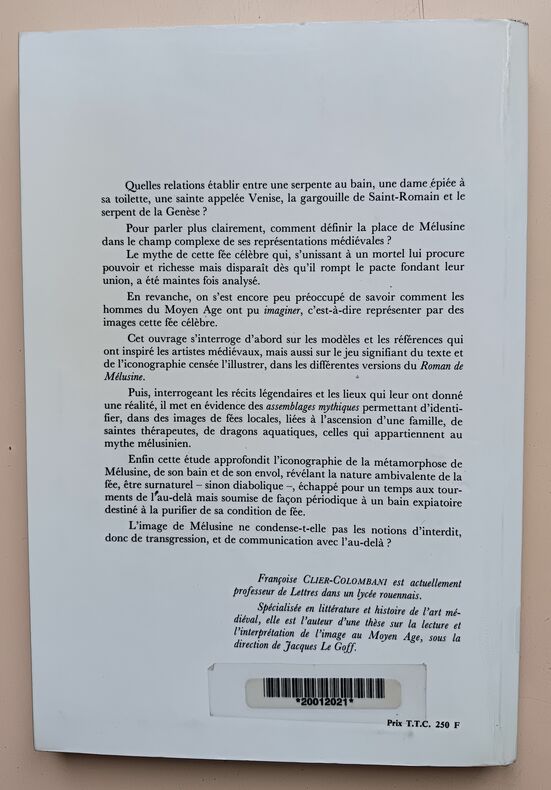 Quelles relations établir entre une serpente au bain, une dame épiée à
sa toilette, une sainte appelée Venise, la gargouille de Saint-Romain et le
serpent de la Genèse ?
Pour parler plus clairement, comment définir la place de Mélusine
dans le champ complexe de ses représentations médiévales ?
Le mythe de cette fée célèbre qui, s'unissant à un mortel lui procure
pouvoir et richesse mais disparaît dès qu'il rompt le pacte fondant leur
union, a été maintes fois analysé.
En revanche, on s'est encore peu préoccupé de savoir comment les
hommes du Moyen Age ont pu imaginer, c'est-à-dire représenter par des
images cette fée célèbre.
Cet ouvrage s'interroge d'abord sur les modèles et les références qui
ont inspiré les artistes médiévaux, mais aussi sur le jeu signifiant du texte et
de l'iconographie censée l'illustrer, dans les différentes versions du Roman de
Mélusine.
Puis, interrogeant les récits légendaires et les lieux qui leur ont donné
une réalité, il met en évidence des assemblages mythiques permettant d'identi-
fier, dans des images de fées locales, liées à l'ascension d'une famille, de
saintes thérapeutes, de dragons aquatiques, celles qui appartiennent au
mythe mélusinien.
Enfin cette étude approfondit l'iconographie de la métamorphose de
Mélusine, de son bain et de son envol, révélant la nature ambivalente de la
fée, être surnaturel – sinon diabolique –, échappé pour un temps aux tour-
ments de l'au-delà mais soumise de façon périodique à un bain expiatoire
destiné à la purifier de sa condition de fée.
L'image de Mélusine ne condense-t-elle pas les notions d'interdit,
donc de transgression, et de communication avec l'au-delà ?
Françoise CLIER-COLOMBANI est actuellement
professeur de Lettres dans un lycée rouennais.
Spécialisée en littérature et histoire de l'art mé-
diéval, elle est l'auteur d'une thèse sur la lecture et
l'interprétation de l'image au Moyen Age, sous la
direction de Jacques Le Goff.
*20012021*
Prix T.T.C. 250 F